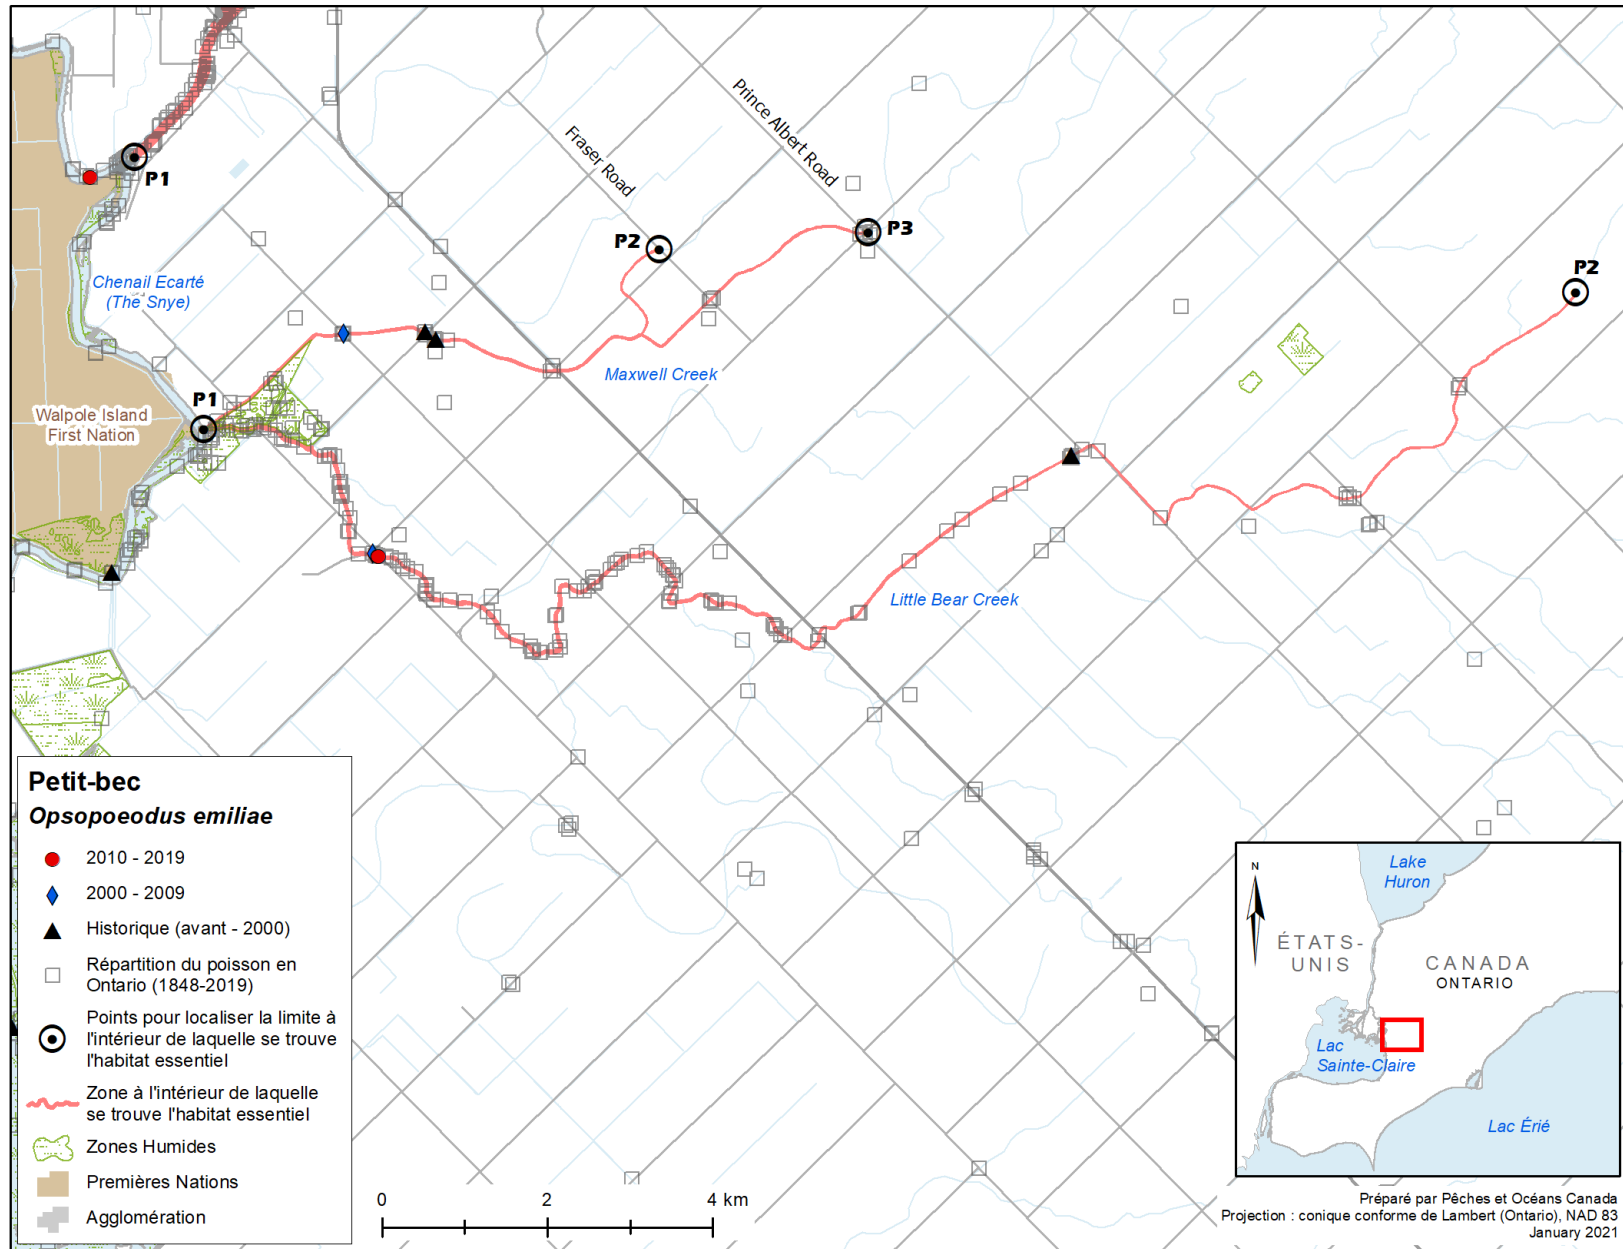 Prince Albert Road
Fraser Road
P1
P2
P3
P2
Chenail Ecarté
(The Snye)
Maxwell Creek
P1
Walpole Island
First Nation
Little Bear Creek
Petit-bec
Opsopoeodus emiliae
2010 - 2019
2000 - 2009
Historique (avant - 2000)
Répartition du poisson en
Ontario (1848-2019)
Points pour localiser la limite à
l'intérieur de laquelle se trouve
l'habitat essentiel
Zone à l'intérieur de laquelle
se trouve l'habitat essentiel
Zones Humides
Premières Nations
Agglomération
0 2 4 km
Lake
Huron
N
ÉTATS-
UNIS
CANADA
ONTARIO
Lac
Sainte-Claire
Lac Érié
Préparé par Pêches et Océans Canada
Projection : conique conforme de Lambert (Ontario), NAD 83
January 2021